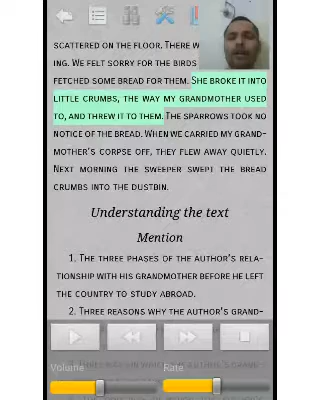 SCATTERED ON THE FLOOR. THERE W
ING. WE FELT SORRY FOR THE BIRDS
FETCHED SOME BREAD FOR THEM. SHE BROKE IT INTO
LITTLE CRUMBS, THE WAY MY GRANDMOTHER USED
TO, AND THREW IT TO THEM. THE SPARROWS TOOK NO
NOTICE OF THE BREAD. WHEN WE CARRIED MY GRAND-
MOTHER'S CORPSE OFF, THEY FLEW AWAY QUIETLY.
NEXT MORNING THE SWEEPER SWEPT THE BREAD
CRUMBS INTO THE DUSTBIN.
Understanding the text
Mention
1. THE THREE PHASES OF THE AUTHOR'S RELA-
TIONSHIP WITH HIS GRANDMOTHER BEFORE HE LEFT
THE COUNTRY TO STUDY ABROAD.
2. THREE REASONS WHY THE AUTHOR'S GRAND-
Volume
Rate